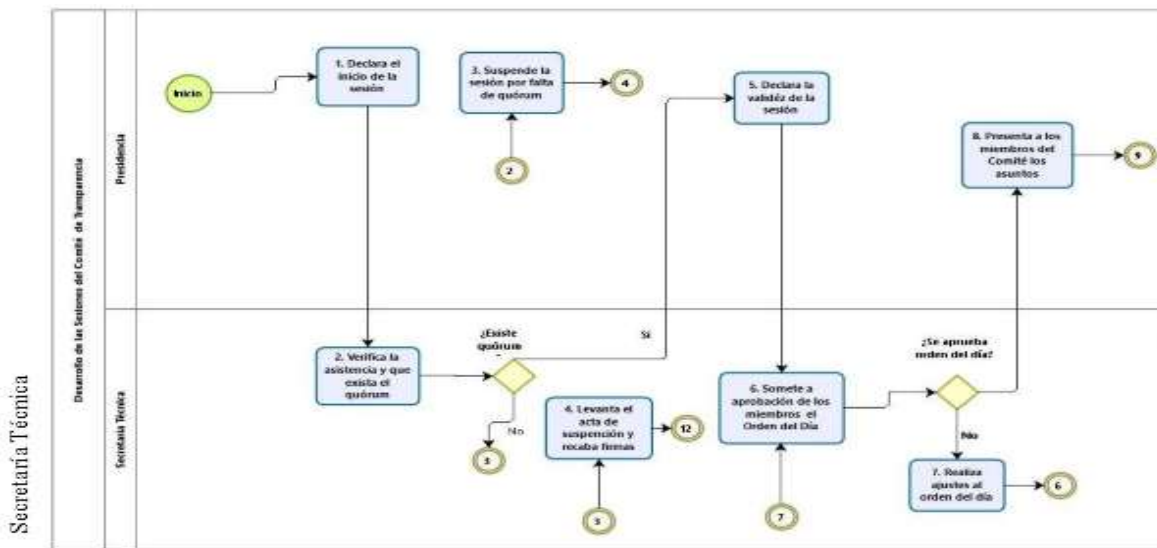 Secretaría Técnica
Desarrollo de las Sesiones del Comité de Transparencia
Presidencia
Inicio
1. Declara el
inicio de la
sesión
3. Suspende la
sesión por falta
de quórum
4
2
5. Declara la
validéz de la
sesión
8. Presenta a los
miembros del
Comité los
asuntos
9
Secretaría Técnica
2. Verifica la
asistencia y que
exista el
quórum
¿Existe
quórum
Si
No
3
4. Levanta el
acta de
suspención y
recaba firmas
12
3
6. Somete a
aprobación de los
miembros el
Orden del Día
7
¿Se aprueba
orden del día?
No
7. Realiza
ajustes al
orden del día
6